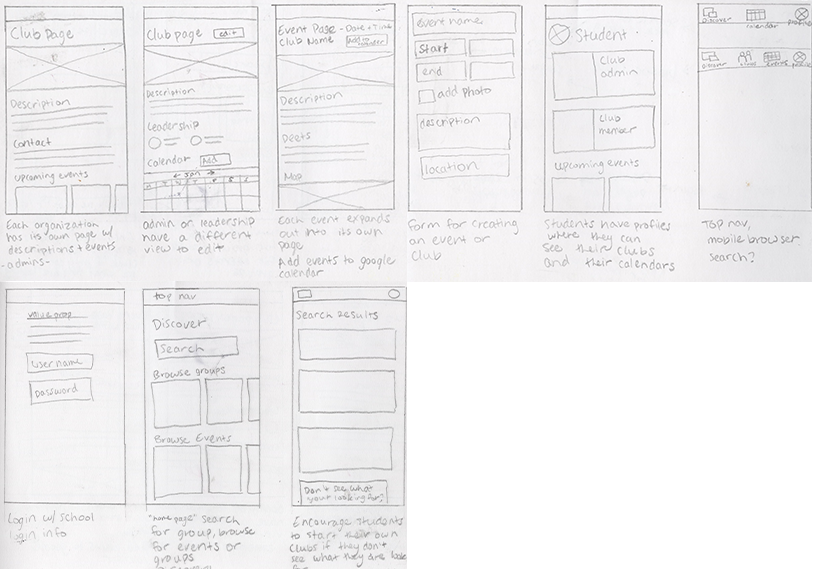 Club Page
Description
Contact
upcoming events
Each organization
has its own page w/
descriptions + events
-admins-
Club page
edit
Description
Leadership
Calendar
Add
← Jan →
admin or leadership
have a different
view to edit
Event Page - Date + Time
Club Name
Add to
calendar
Description
Deets
Map
Each event expands
out into its own
page
Add events to google
calendar
event name
Start
end
add photo
description
location
form for creating
an event or
club
Student
Club
admin
Club
member
upcoming events
Students have profiles
where they can
see their clubs
and their calendars
Discover
calendar
profile
Discover
events
profile
Top nav,
mobile browser
search?
value prop
username
password
Login w/ school
login info
top nav
Discover
Search
Browse groups
Browse Events
"home page" search
for group, browse
for events or
groups
Search Results
Don't see what
your looking for?
Encourage students
to start their own
clubs if they don't
see what they are look